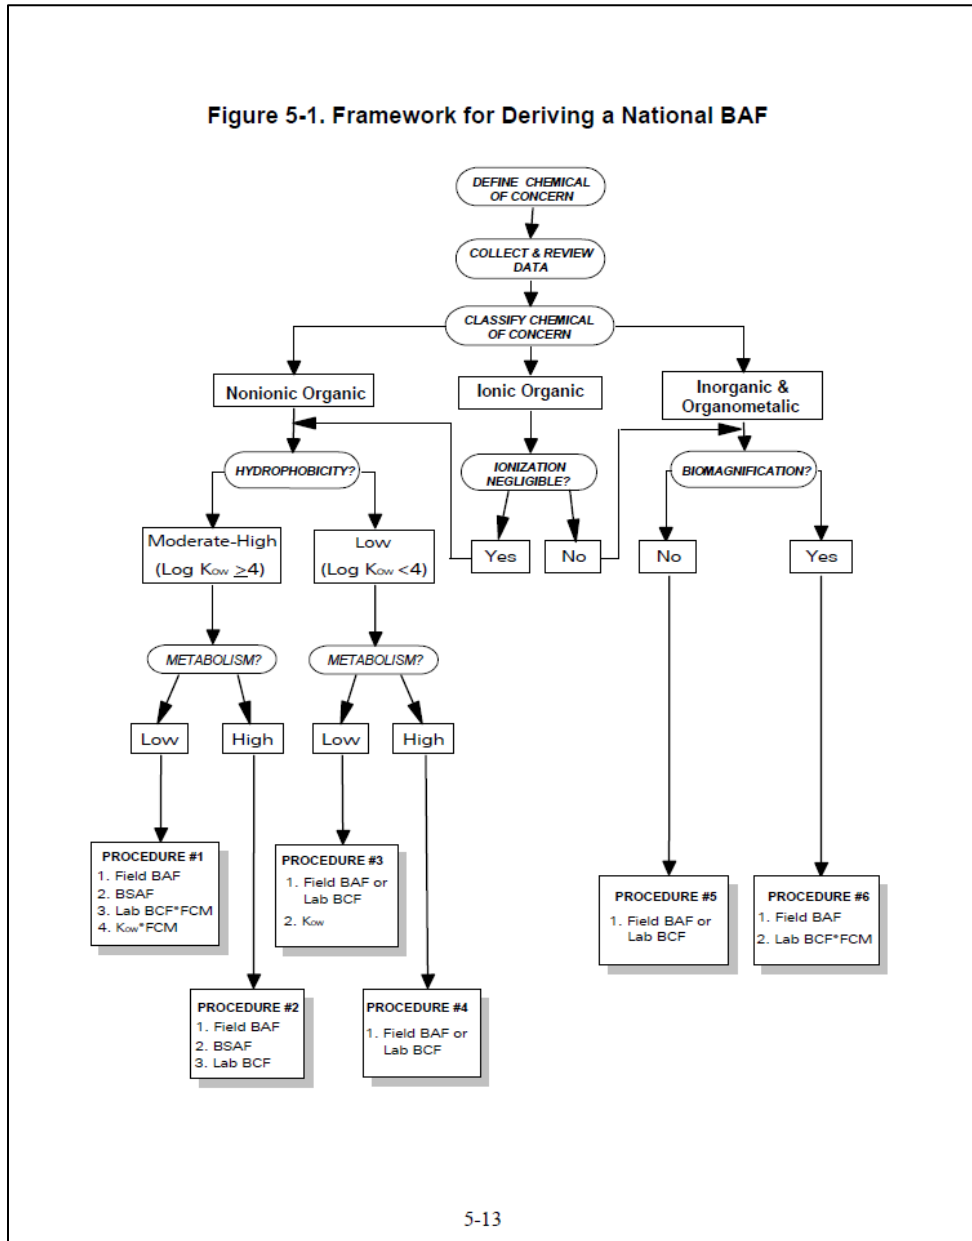 Figure 5-1. Framework for Deriving a National BAF
DEFINE CHEMICAL
OF CONCERN
COLLECT & REVIEW
DATA
CLASSIFY CHEMICAL
OF CONCERN
Nonionic Organic
Ionic Organic
Inorganic &
Organometalic
HYDROPHOBICITY?
IONIZATION
NEGLIGIBLE?
BIOMAGNIFICATION?
Moderate-High
(Log Kow >4)
Low
(Log Kow <4)
Yes
No
No
Yes
METABOLISM?
METABOLISM?
Low
High
Low
High
PROCEDURE #1
1. Field BAF
2. BSAF
3. Lab BCF*FCM
4. Kow*FCM
PROCEDURE #3
1. Field BAF or
Lab BCF
2. Kow
PROCEDURE #5
1. Field BAF or
Lab BCF
PROCEDURE #6
1. Field BAF
2. Lab BCF*FCM
PROCEDURE #2
1. Field BAF
2. BSAF
3. Lab BCF
PROCEDURE #4
1. Field BAF or
Lab BCF
5-13